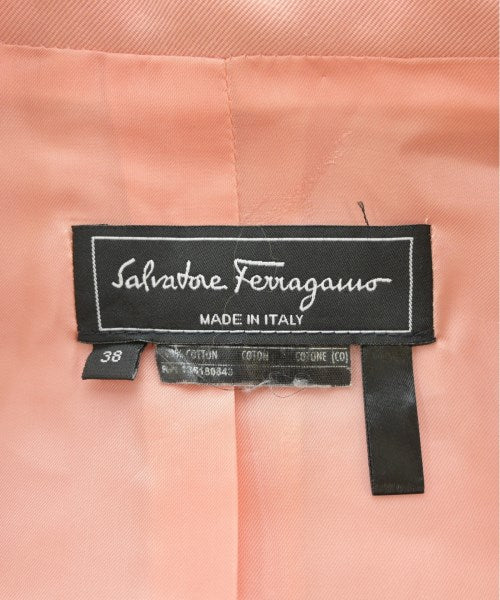 Salvatore Ferragamo
MADE IN ITALY
38
COTTON COTON COTONE (CO)